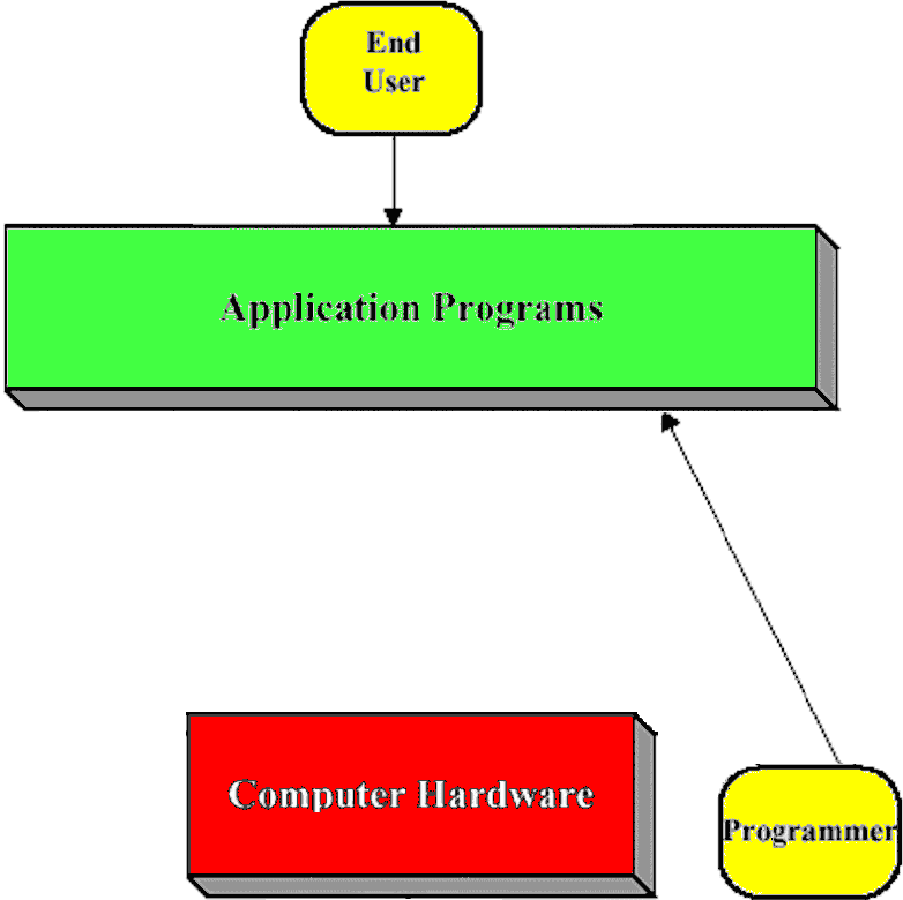 End
User
Application Programs
Computer Hardware
Programmer